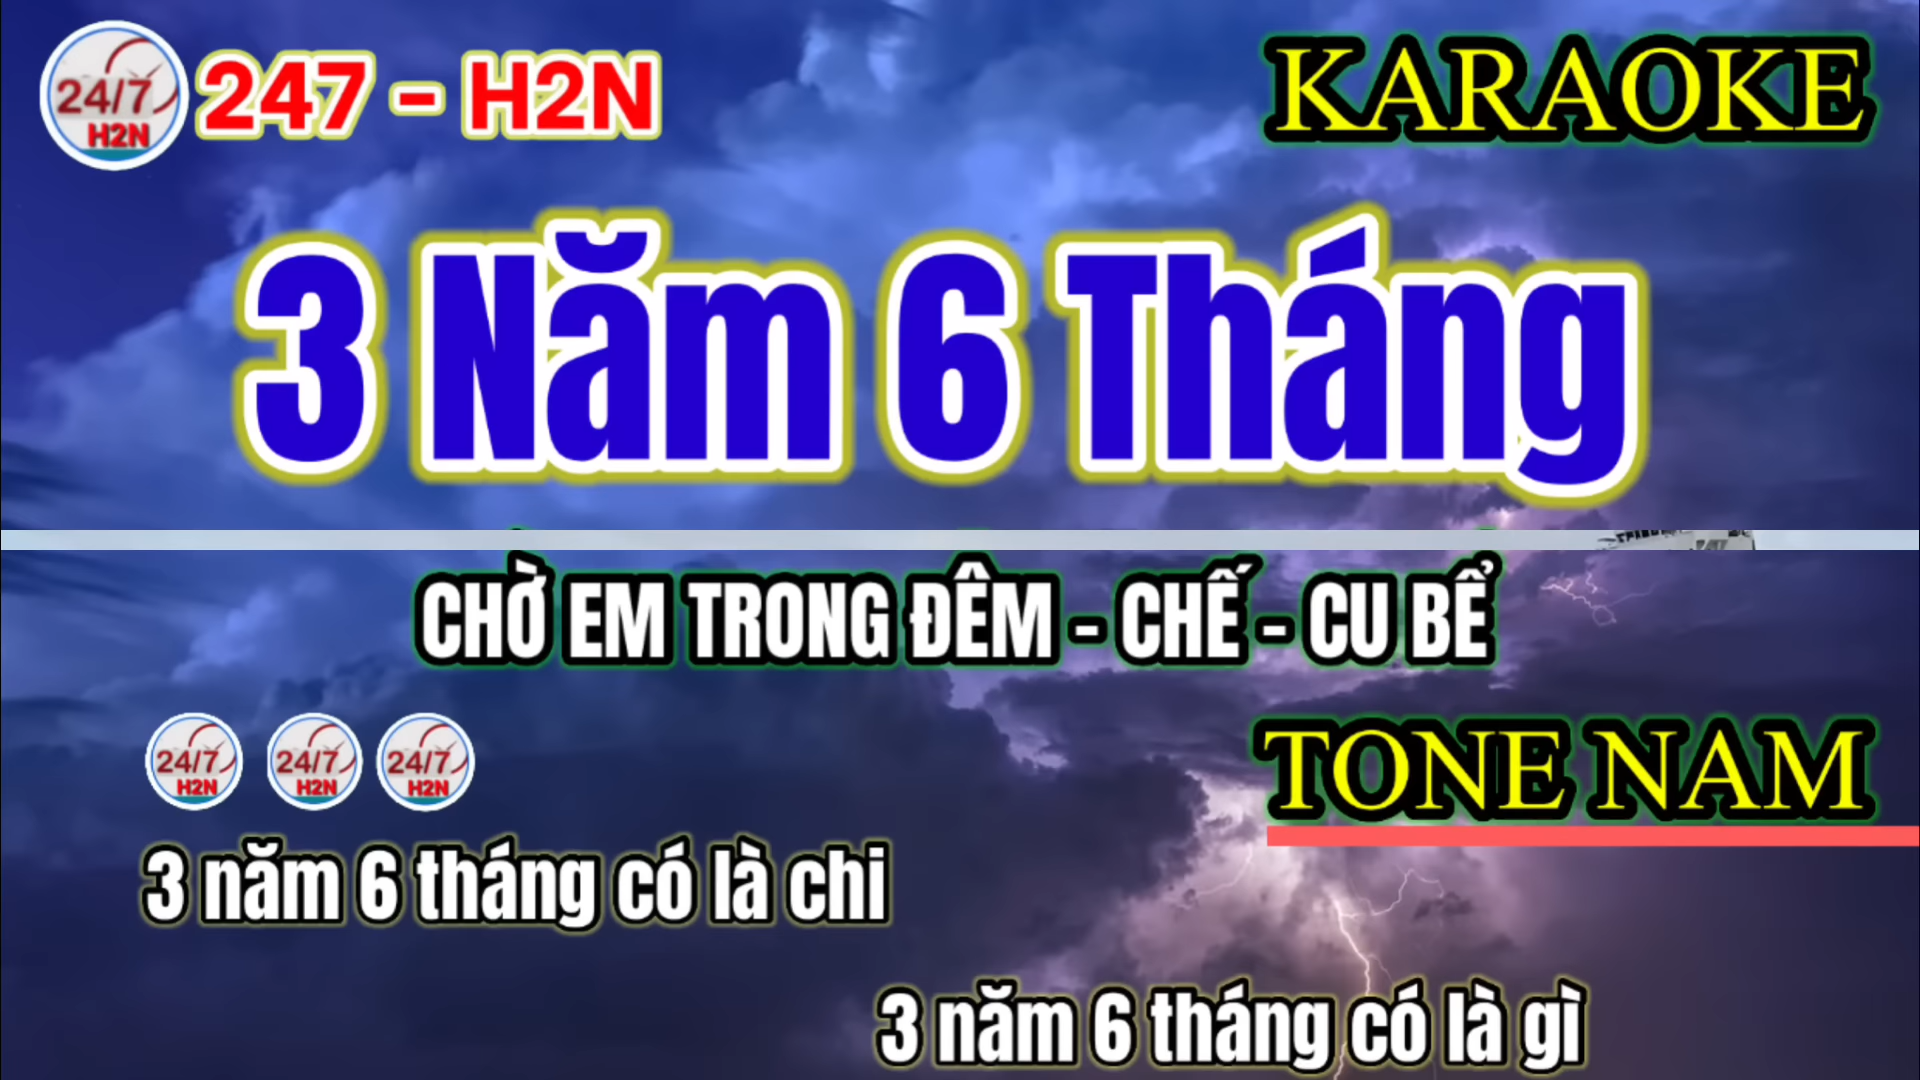 24/7 H2N 247 - H2N KARAOKE
3 Năm 6 Tháng
CHỜ EM TRONG ĐÊM - CHẾ - CU BỂ
24/7 H2N 24/7 H2N 24/7 H2N TONE NAM
3 năm 6 tháng có là chi
3 năm 6 tháng có là gì